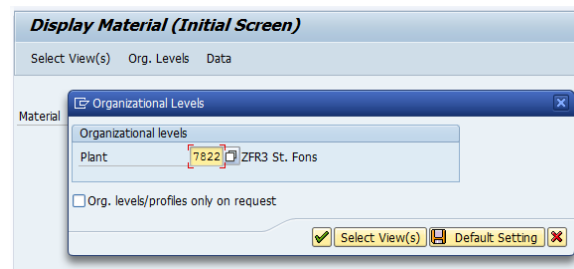 Display Material (Initial Screen)
Select View(s) Org. Levels Data
Material
Organizational Levels
Organizational levels
Plant 7822 ZFR3 St. Fons
Org. levels/profiles only on request
Select View(s) Default Setting